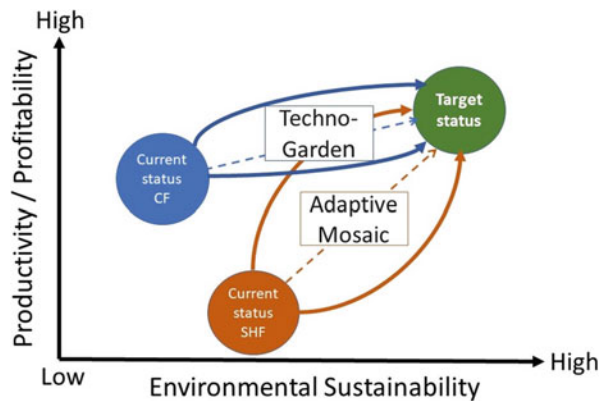 High
Productivity / Profitability
Target
status
Techno-
Garden
Current
status
CF
Adaptive
Mosaic
Current
status
SHF
Low
High
Environmental Sustainability